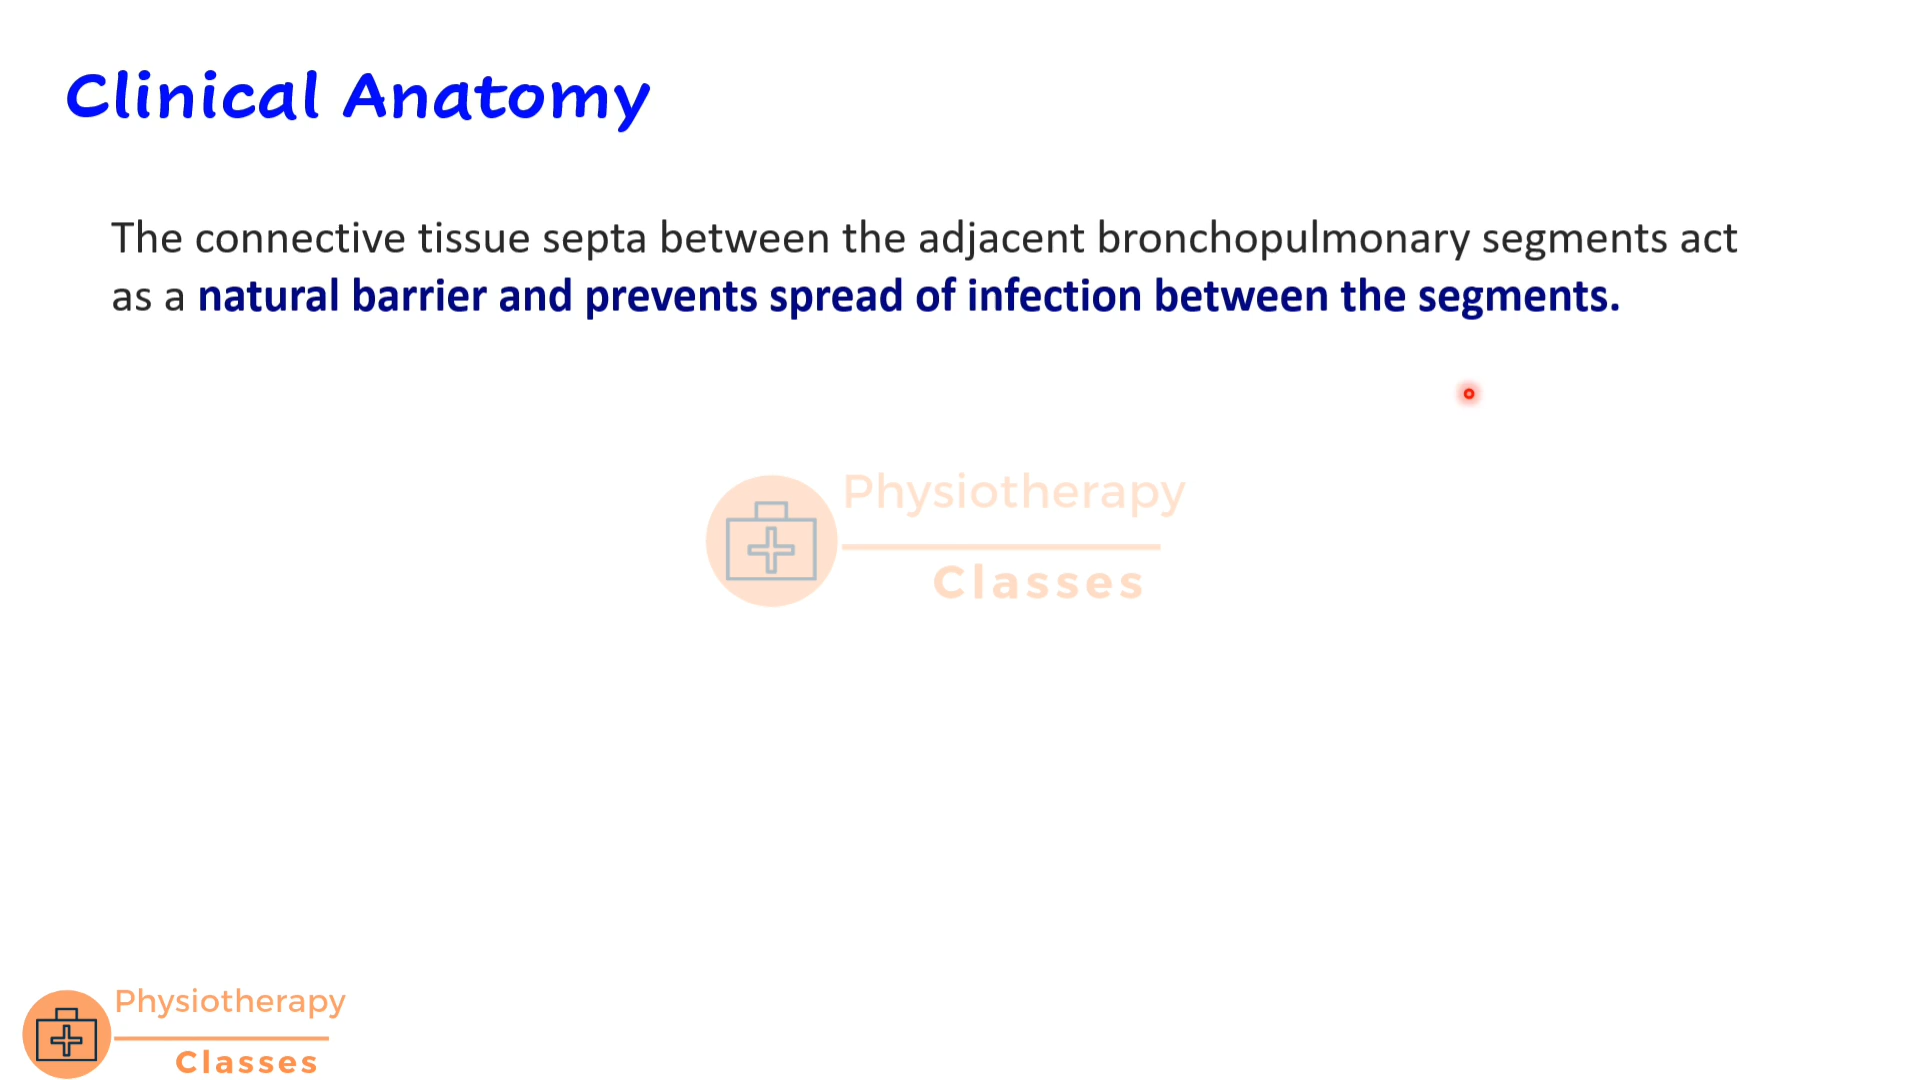 Clinical Anatomy
The connective tissue septa between the adjacent bronchopulmonary segments act
as a natural barrier and prevents spread of infection between the segments.
Physiotherapy
Classes
Physiotherapy
Classes